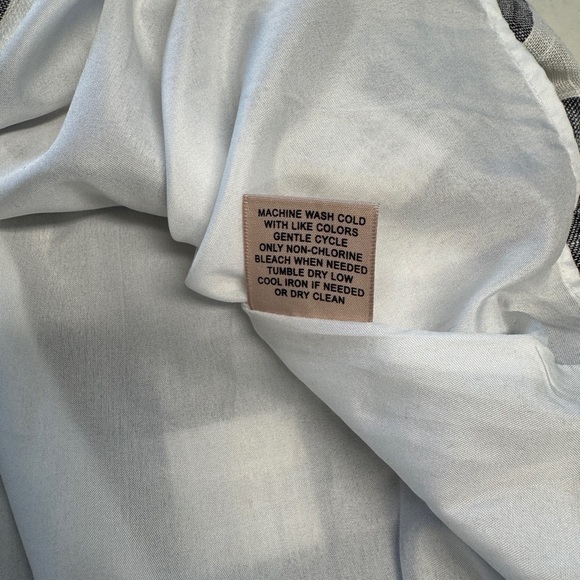 MACHINE WASH COLD
WITH LIKE COLORS
GENTLE CYCLE
ONLY NON-CHLORINE
BLEACH WHEN NEEDED
TUMBLE DRY LOW
COOL IRON IF NEEDED
OR DRY CLEAN